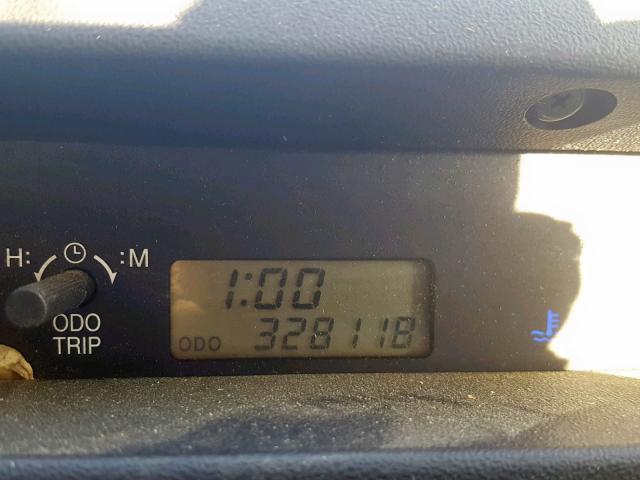 H: :M
ODO
TRIP
1:00
ODO 328118